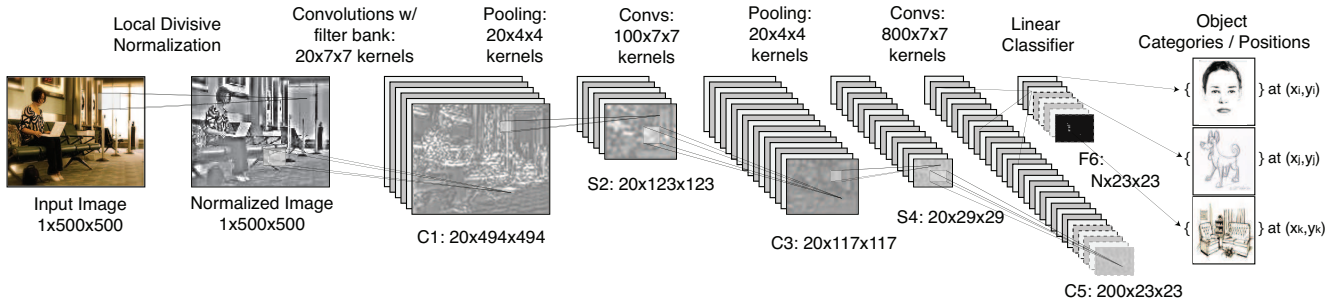 Local Divisive
Normalization
Convolutions w/
filter bank:
20x7x7 kernels
Pooling:
20x4x4
kernels
Convs:
100x7x7
kernels
Pooling:
20x4x4
kernels
Convs:
800x7x7
kernels
Linear
Classifier
Object
Categories / Positions
Input Image
1x500x500
Normalized Image
1x500x500
C1: 20x494x494
S2: 20x123x123
C3: 20x117x117
S4: 20x29x29
C5: 200x23x23
F6:
Nx23x23
{ } at (xi,yi)
{ } at (xj,yj)
{ } at (xk,yk)